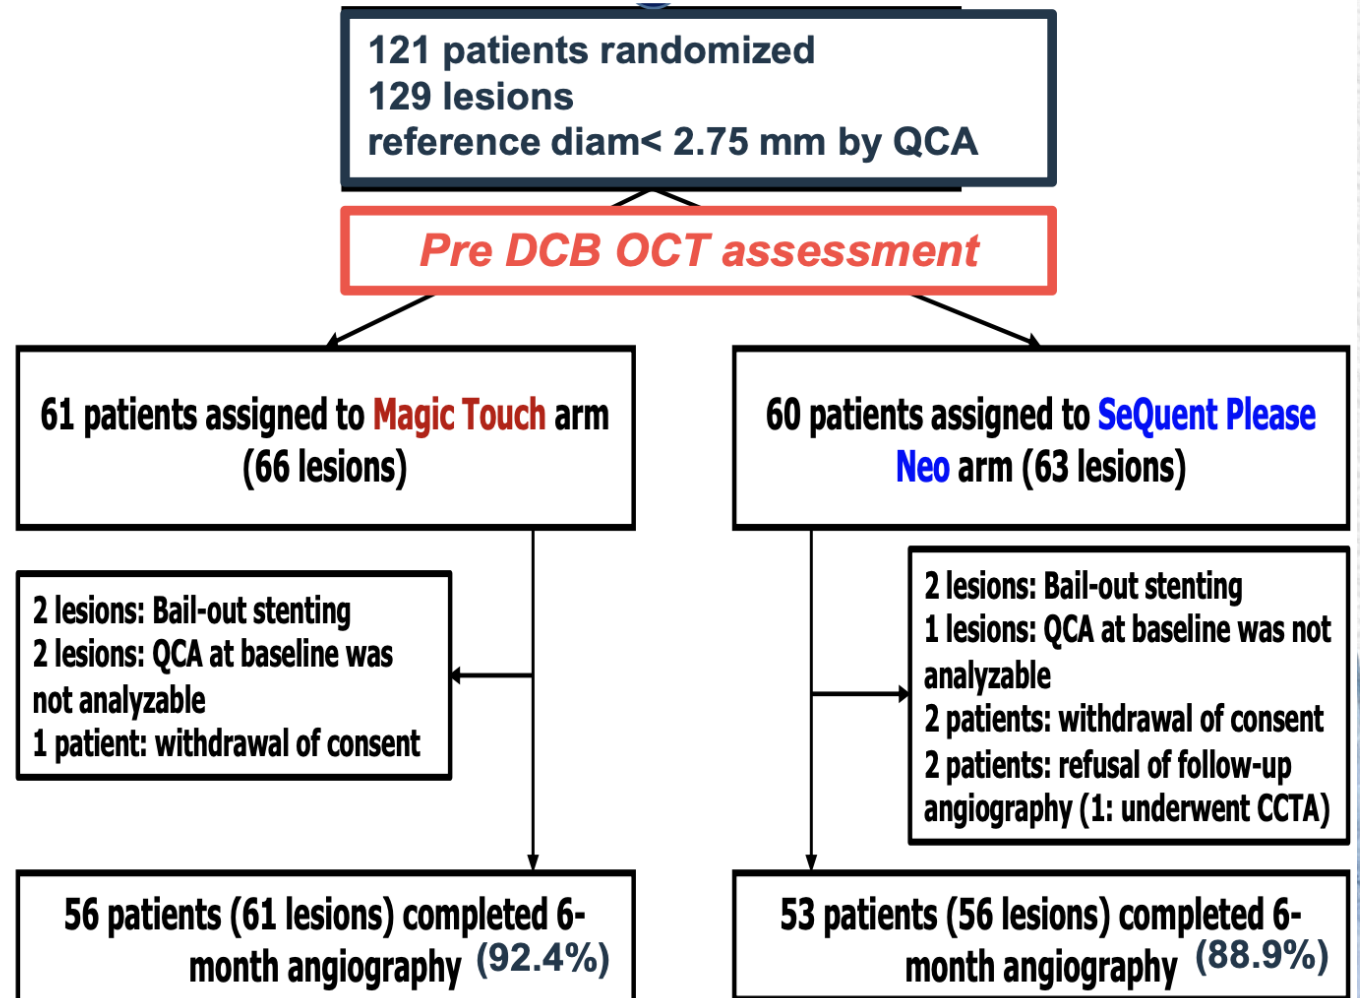 121 patients randomized
129 lesions
reference diam< 2.75 mm by QCA
Pre DCB OCT assessment
61 patients assigned to Magic Touch arm
(66 lesions)
60 patients assigned to SeQuent Please
Neo arm (63 lesions)
2 lesions: Bail-out stenting
2 lesions: QCA at baseline was
not analyzable
1 patient: withdrawal of consent
2 lesions: Bail-out stenting
1 lesions: QCA at baseline was not
analyzable
2 patients: withdrawal of consent
2 patients: refusal of follow-up
angiography (1: underwent CCTA)
56 patients (61 lesions) completed 6-
month angiography (92.4%)
53 patients (56 lesions) completed 6-
month angiography (88.9%)